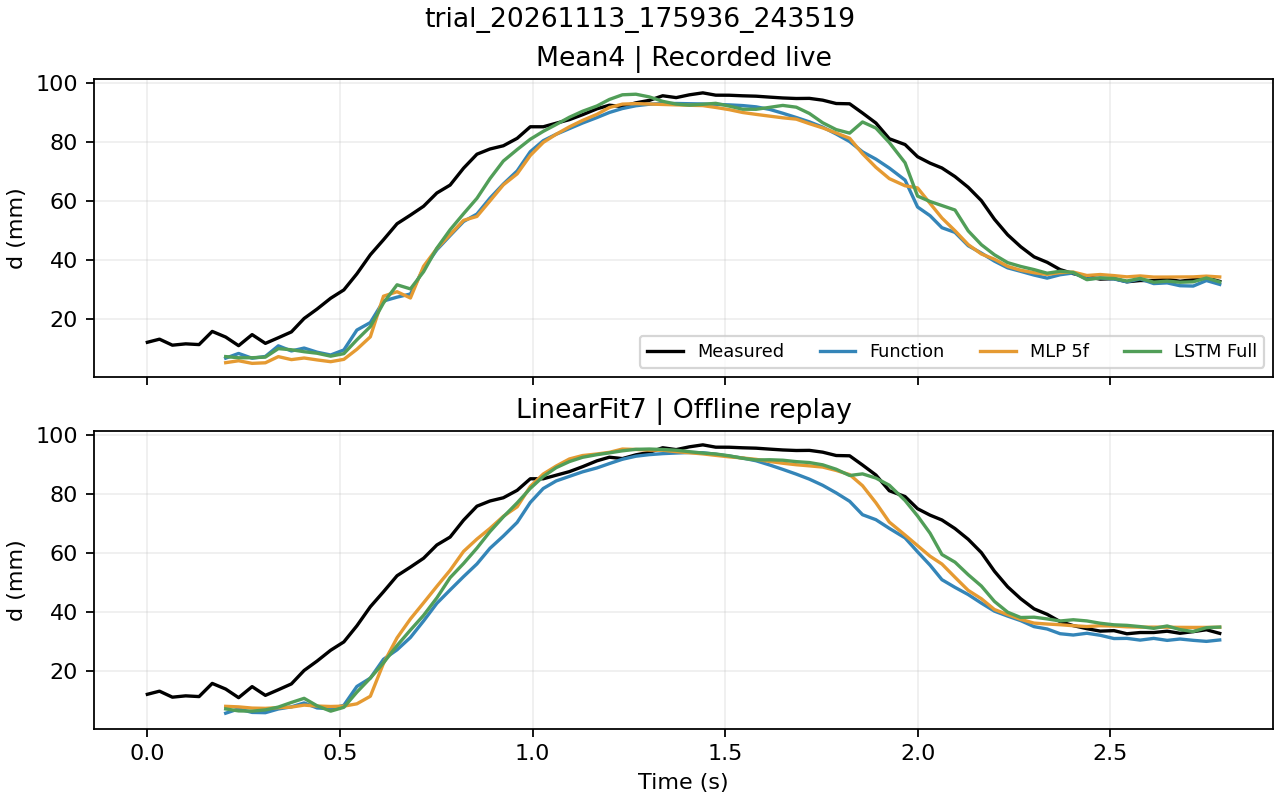 trial_20261113_175936_243519
Mean4 | Recorded live
100
80
60
40
20
d (mm)
Measured Function MLP 5f LSTM Full
LinearFit7 | Offline replay
100
80
60
40
20
d (mm)
0.0 0.5 1.0 1.5 2.0 2.5
Time (s)